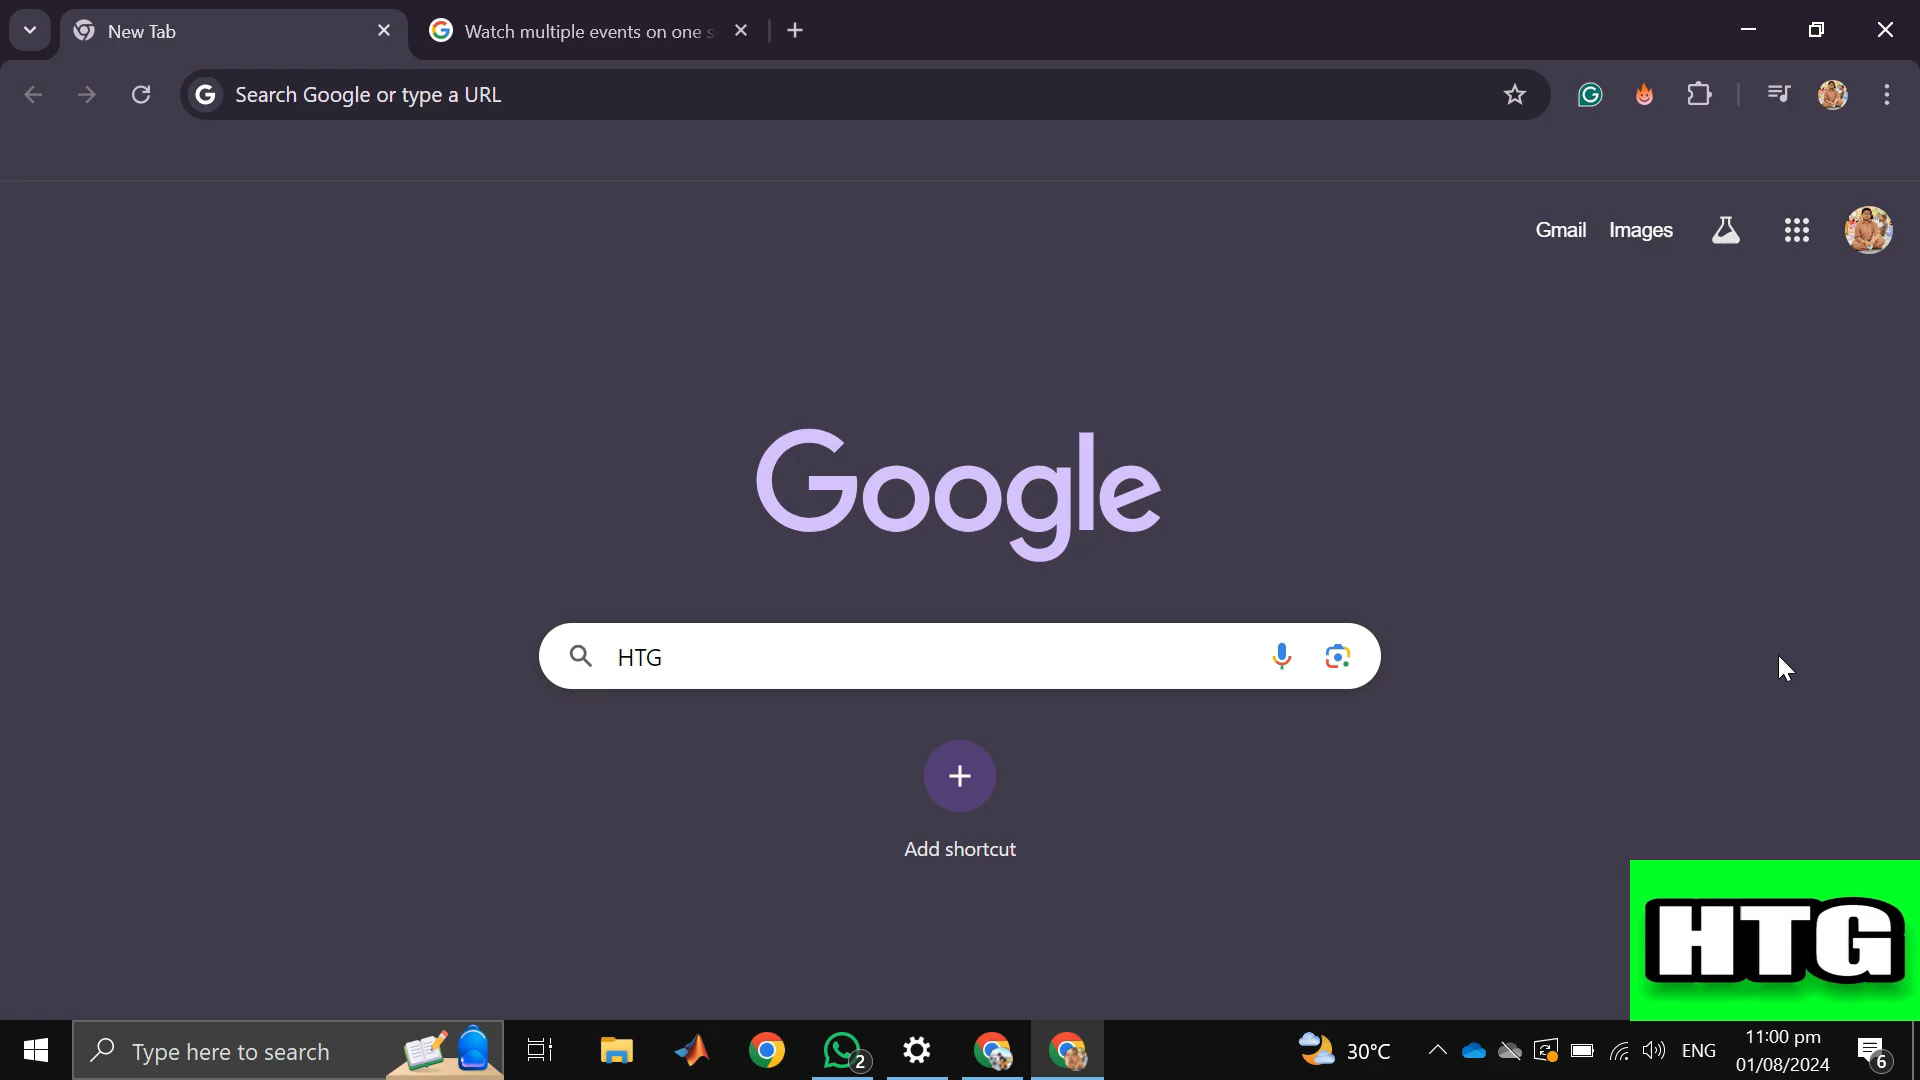 New Tab
Watch multiple events on one s
Search Google or type a URL
Gmail Images
Google
HTG
Add shortcut
HTG
Type here to search
2
30°C
ENG
11:00 pm
01/08/2024
6